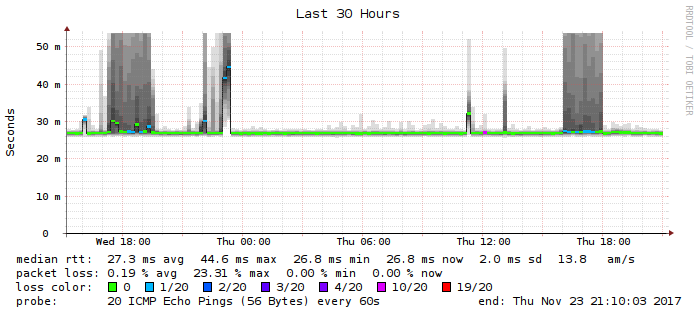 Last 30 Hours
RRDTOOL / TOBI OETIKER
Seconds
50 m
40 m
30 m
20 m
10 m
0
Wed 18:00 Thu 00:00 Thu 06:00 Thu 12:00 Thu 18:00
median rtt: 27.3 ms avg 44.6 ms max 26.8 ms min 26.8 ms now 2.0 ms sd 13.8 am/s
packet loss: 0.19 % avg 23.31 % max 0.00 % min 0.00 % now
loss color: 0 1/20 2/20 3/20 4/20 10/20 19/20
probe: 20 ICMP Echo Pings (56 Bytes) every 60s end: Thu Nov 23 21:10:03 2017